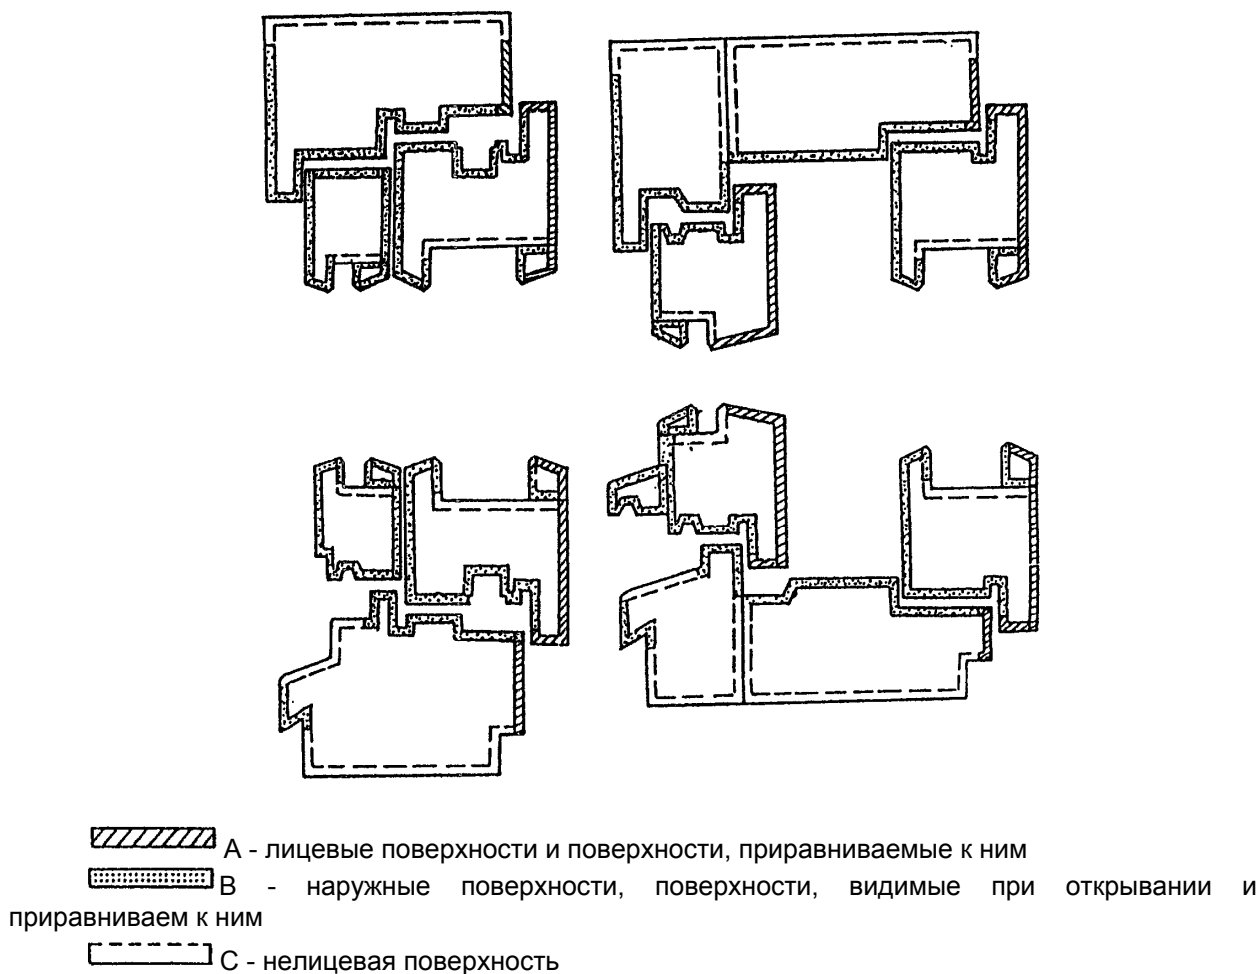 А - лицевые поверхности и поверхности, приравниваемые к ним
В - наружные поверхности, поверхности, видимые при открывании и
приравниваем к ним
С - нелицевая поверхность